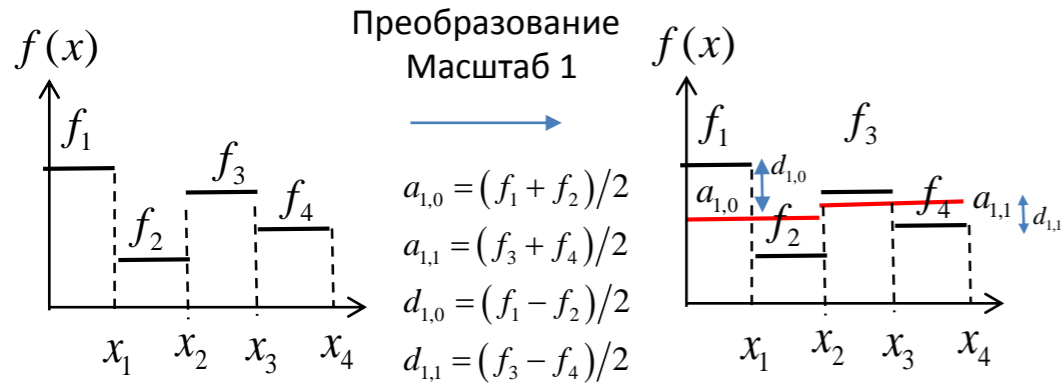 Преобразование
Масштаб 1
f(x)
f₁
f₂
f₃
f₄
x₁ x₂ x₃ x₄
a₁,₀ = (f₁ + f₂)/2
a₁,₁ = (f₃ + f₄)/2
d₁,₀ = (f₁ − f₂)/2
d₁,₁ = (f₃ − f₄)/2
f(x)
f₁
f₃
d₁,₀
a₁,₀
f₂
f₄
a₁,₁
d₁,₁
x₁ x₂ x₃ x₄